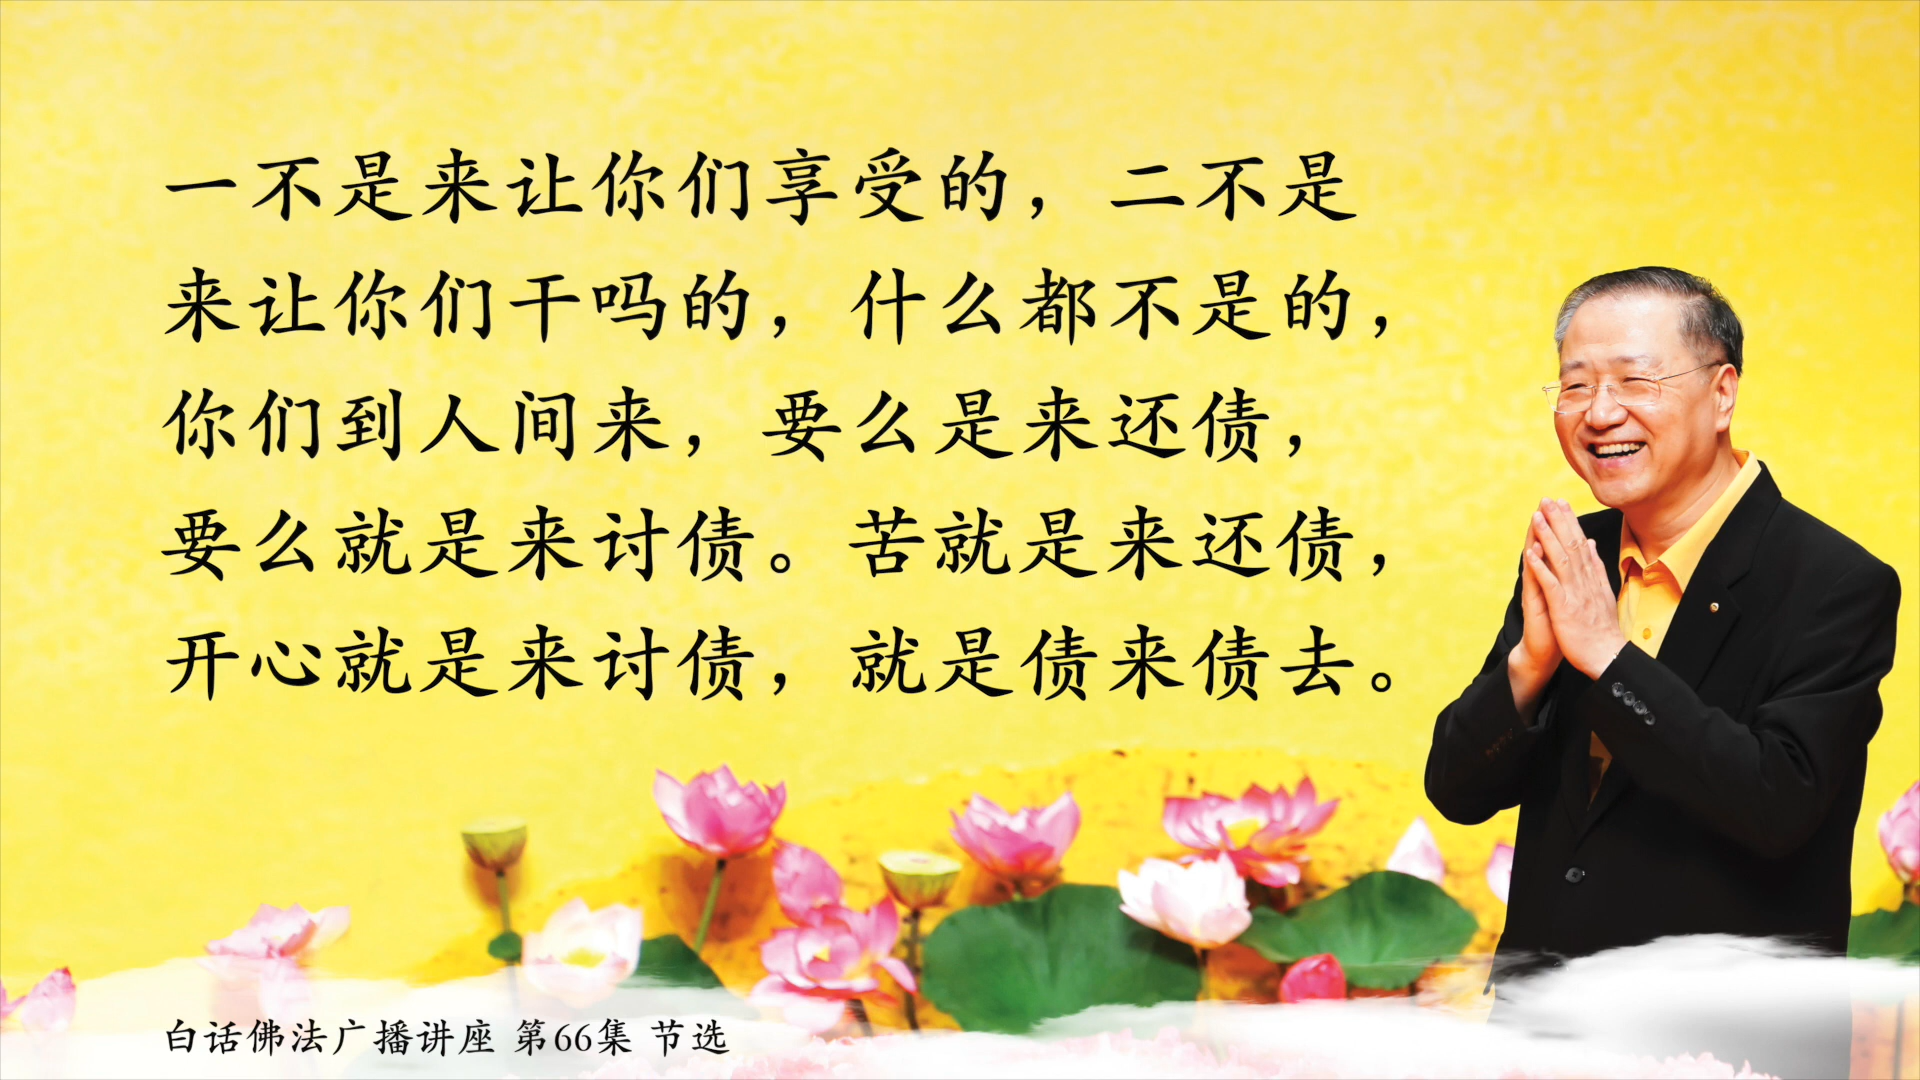 一不是来让你们享受的，二不是
来让你们干吗的，什么都不是的，
你们到人间来，要么是来还债，
要么就是来讨债。苦就是来还债，
开心就是来讨债，就是债来债去。
白话佛法广播讲座 第66集 节选